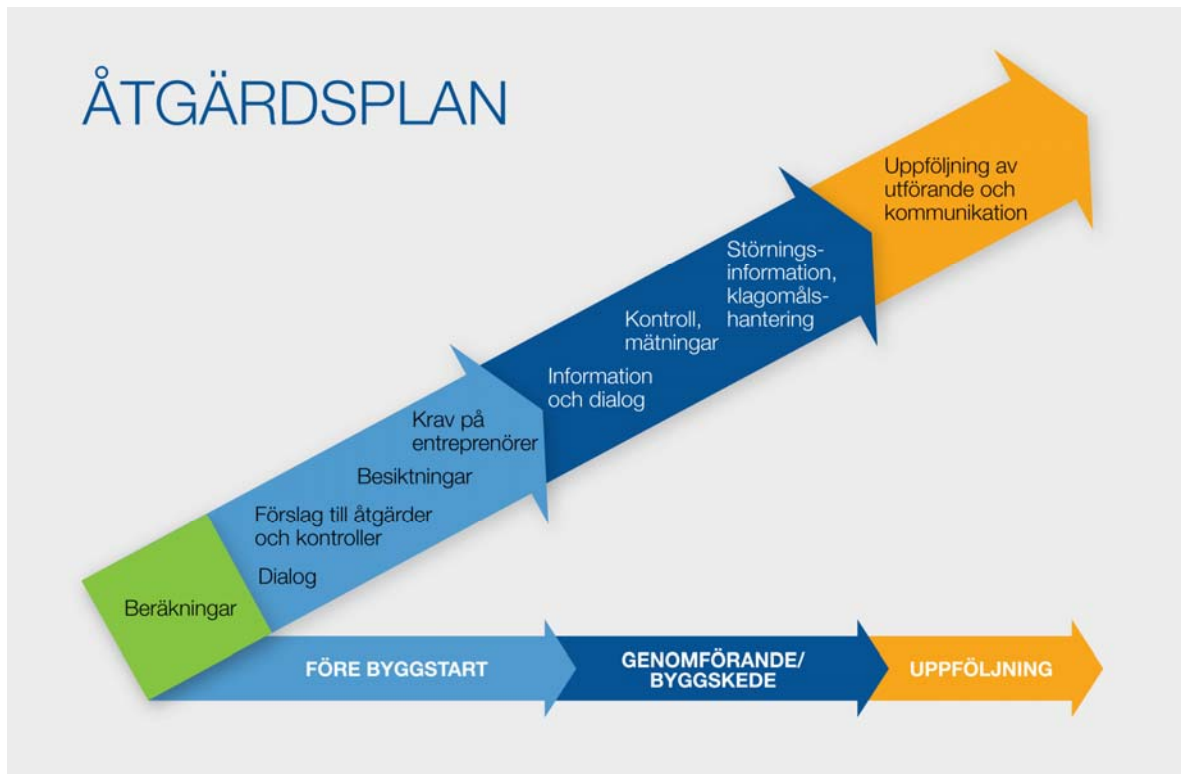 ÅTGÄRDSPLAN
Uppföljning av
utförande och
kommunikation
Störnings-
information,
klagomåls-
hantering
Kontroll,
mätningar
Information
och dialog
Krav på
entreprenörer
Besiktningar
Förslag till åtgärder
och kontroller
Dialog
Beräkningar
FÖRE BYGGSTART
GENOMFÖRANDE/
BYGGSKEDE
UPPFÖLJNING